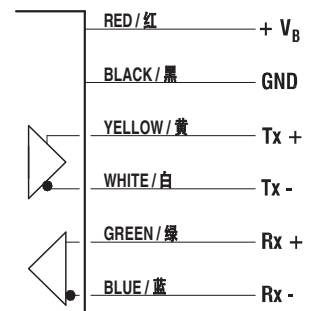 RED / 红 + VB
BLACK / 黑 GND
YELLOW / 黄 Tx +
WHITE / 白 Tx -
GREEN / 绿 Rx +
BLUE / 蓝 Rx -